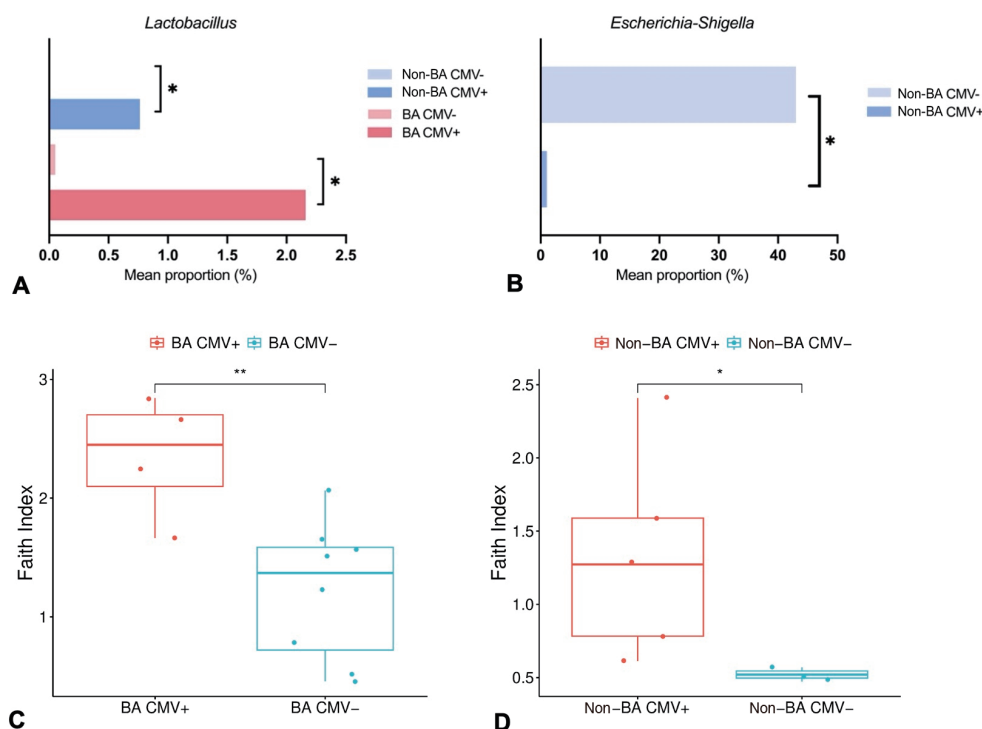 Lactobacillus
*
*
Non-BA CMV-
Non-BA CMV+
BA CMV-
BA CMV+
0.0 0.5 1.0 1.5 2.0 2.5
Mean proportion (%)
A
Escherichia-Shigella
*
Non-BA CMV-
Non-BA CMV+
0 10 20 30 40 50
Mean proportion (%)
B
BA CMV+ BA CMV−
**
3
2
1
Faith Index
BA CMV+ BA CMV−
C
Non−BA CMV+ Non−BA CMV−
*
2.5
2.0
1.5
1.0
0.5
Faith Index
Non−BA CMV+ Non−BA CMV−
D